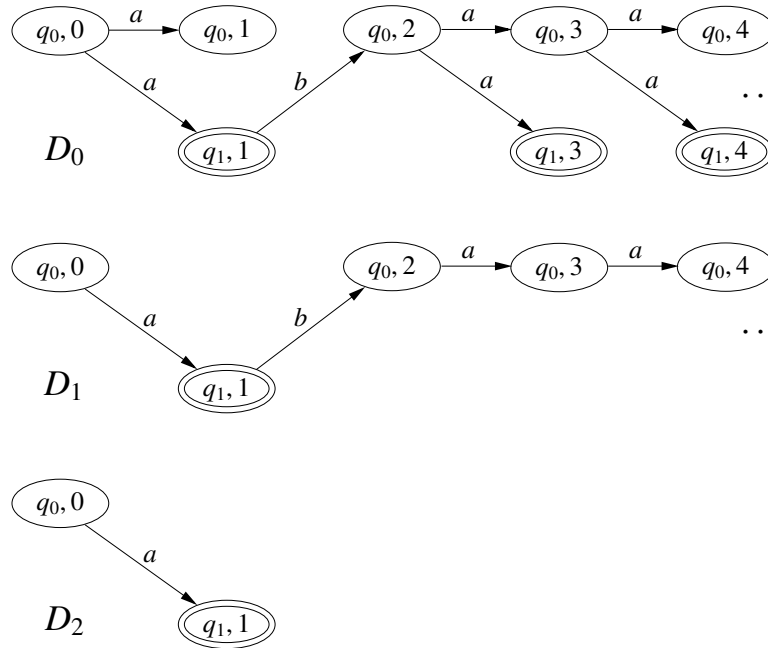 a a a
q₀, 0 q₀, 1 q₀, 2 q₀, 3 q₀, 4
a b a a
. .
D₀ q₁, 1 q₁, 3 q₁, 4
a a
q₀, 0 q₀, 2 q₀, 3 q₀, 4
a b
. .
D₁ q₁, 1
q₀, 0
a
D₂ q₁, 1